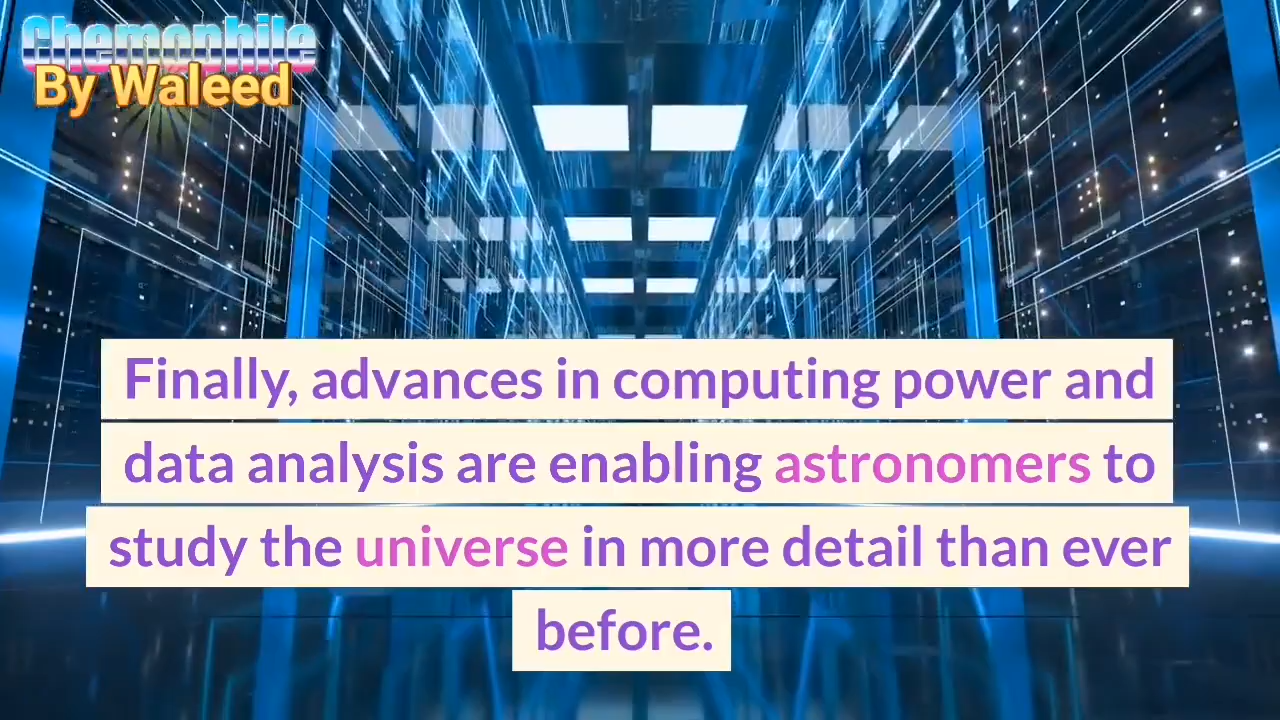 Chemophile
By Waleed
Finally, advances in computing power and
data analysis are enabling astronomers to
study the universe in more detail than ever
before.